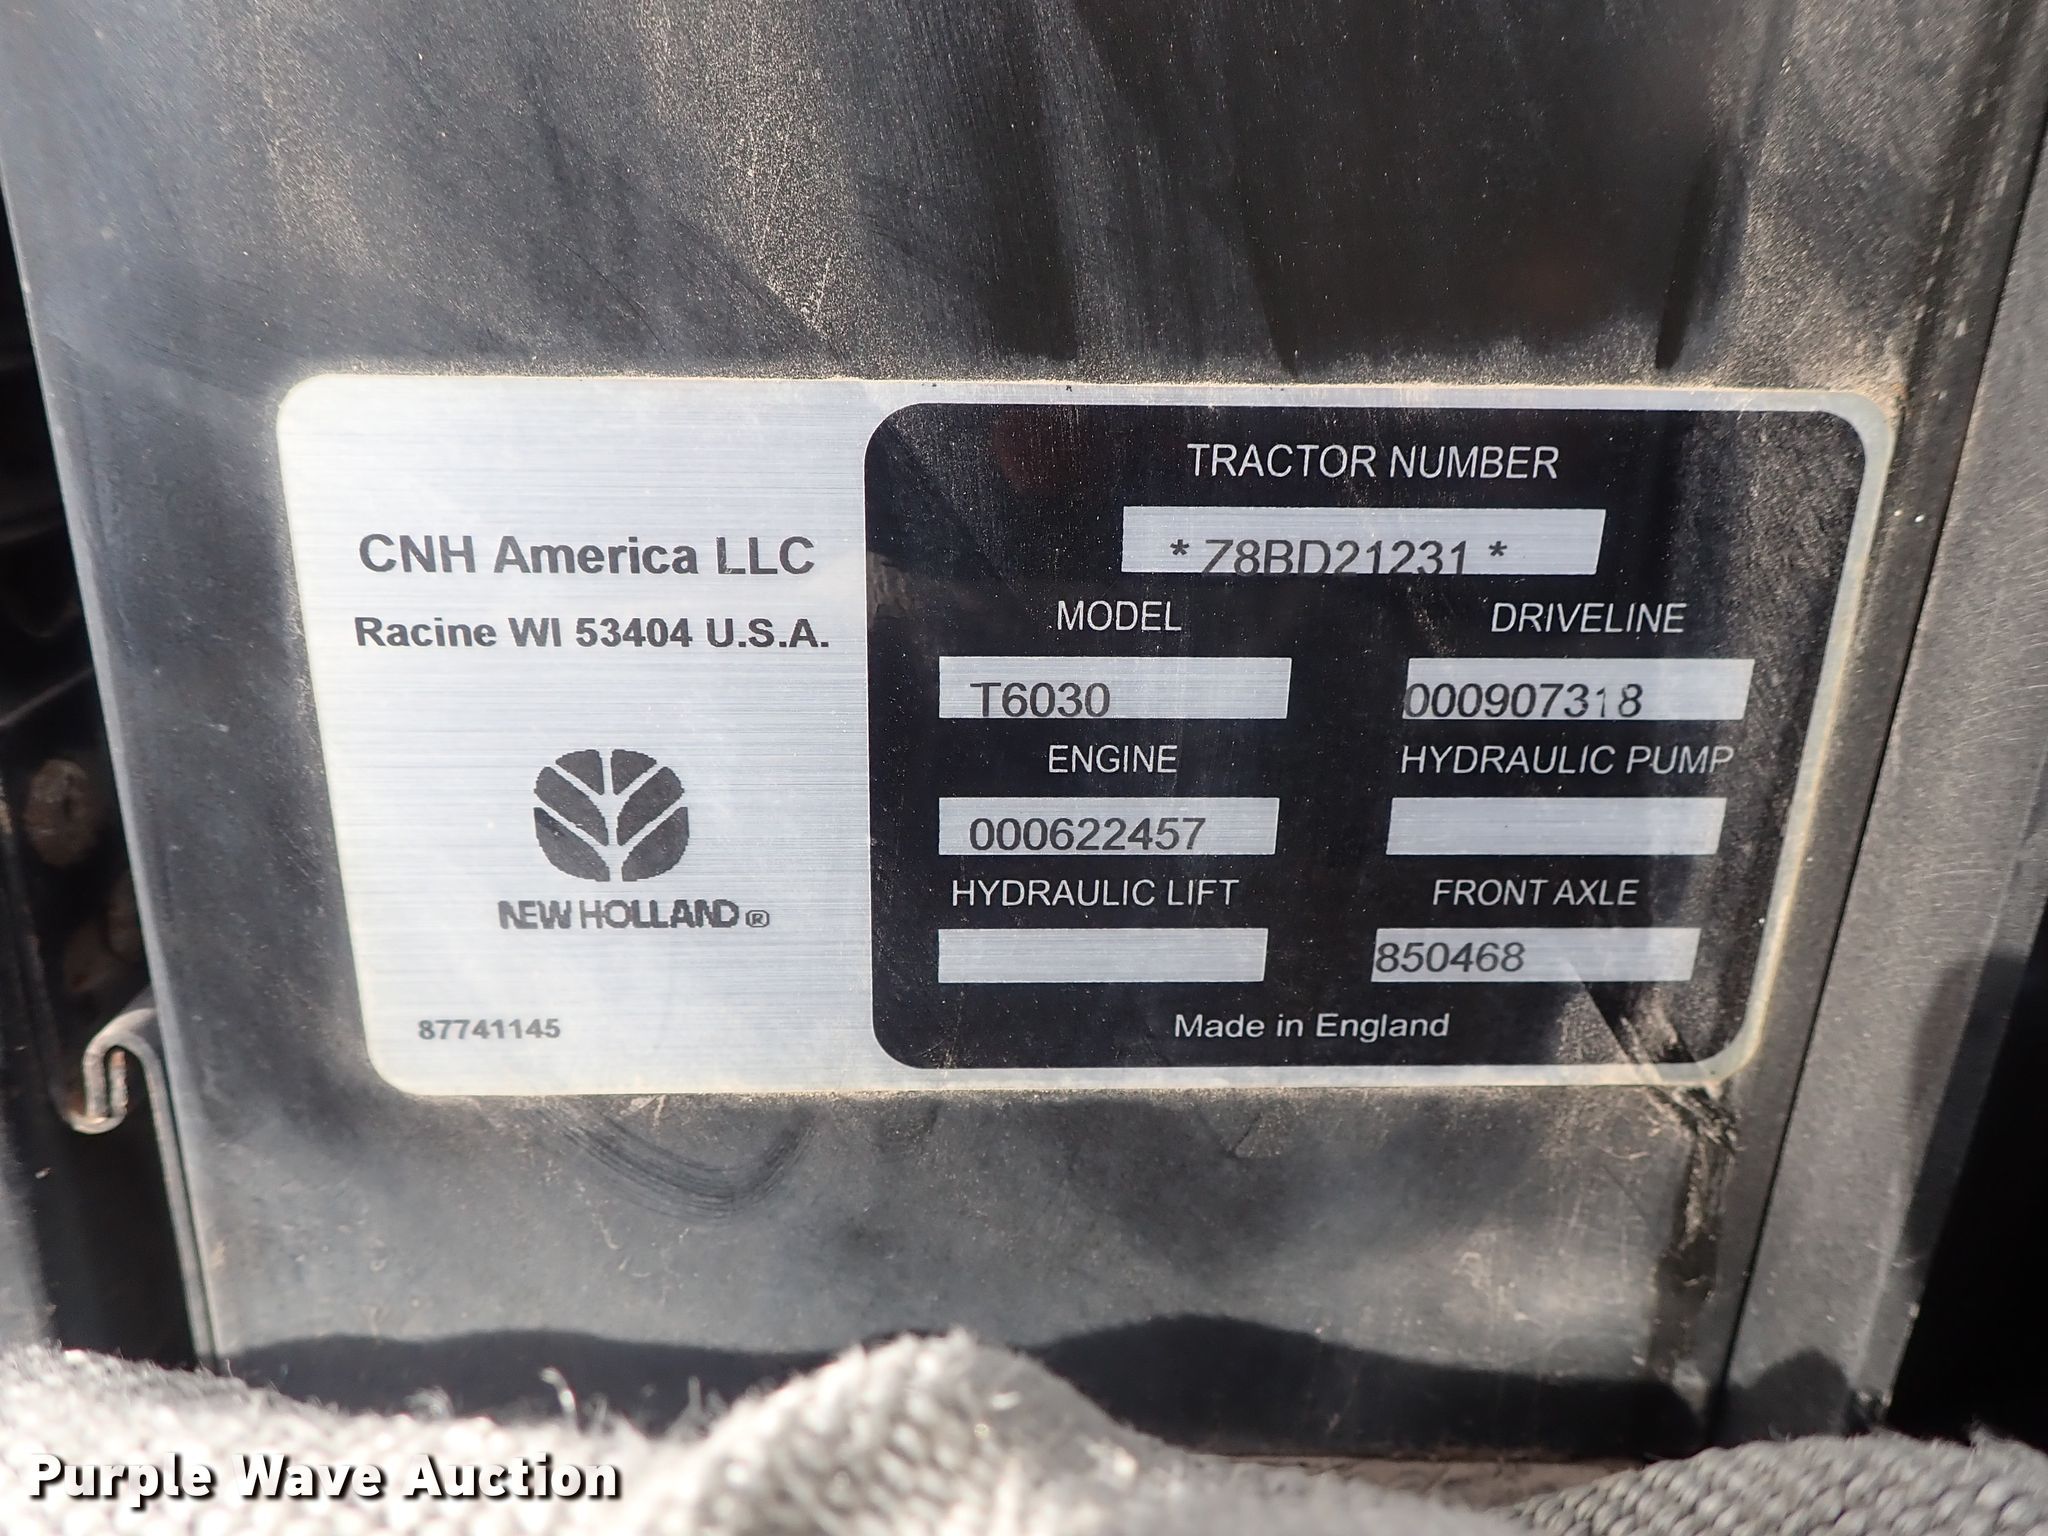 CNH America LLC
Racine WI 53404 U.S.A.
NEW HOLLAND®
87741145
TRACTOR NUMBER
* Z8BD21231 *
MODEL DRIVELINE
T6030 000907318
ENGINE HYDRAULIC PUMP
000622457
HYDRAULIC LIFT FRONT AXLE
850468
Made in England
Purple Wave Auction